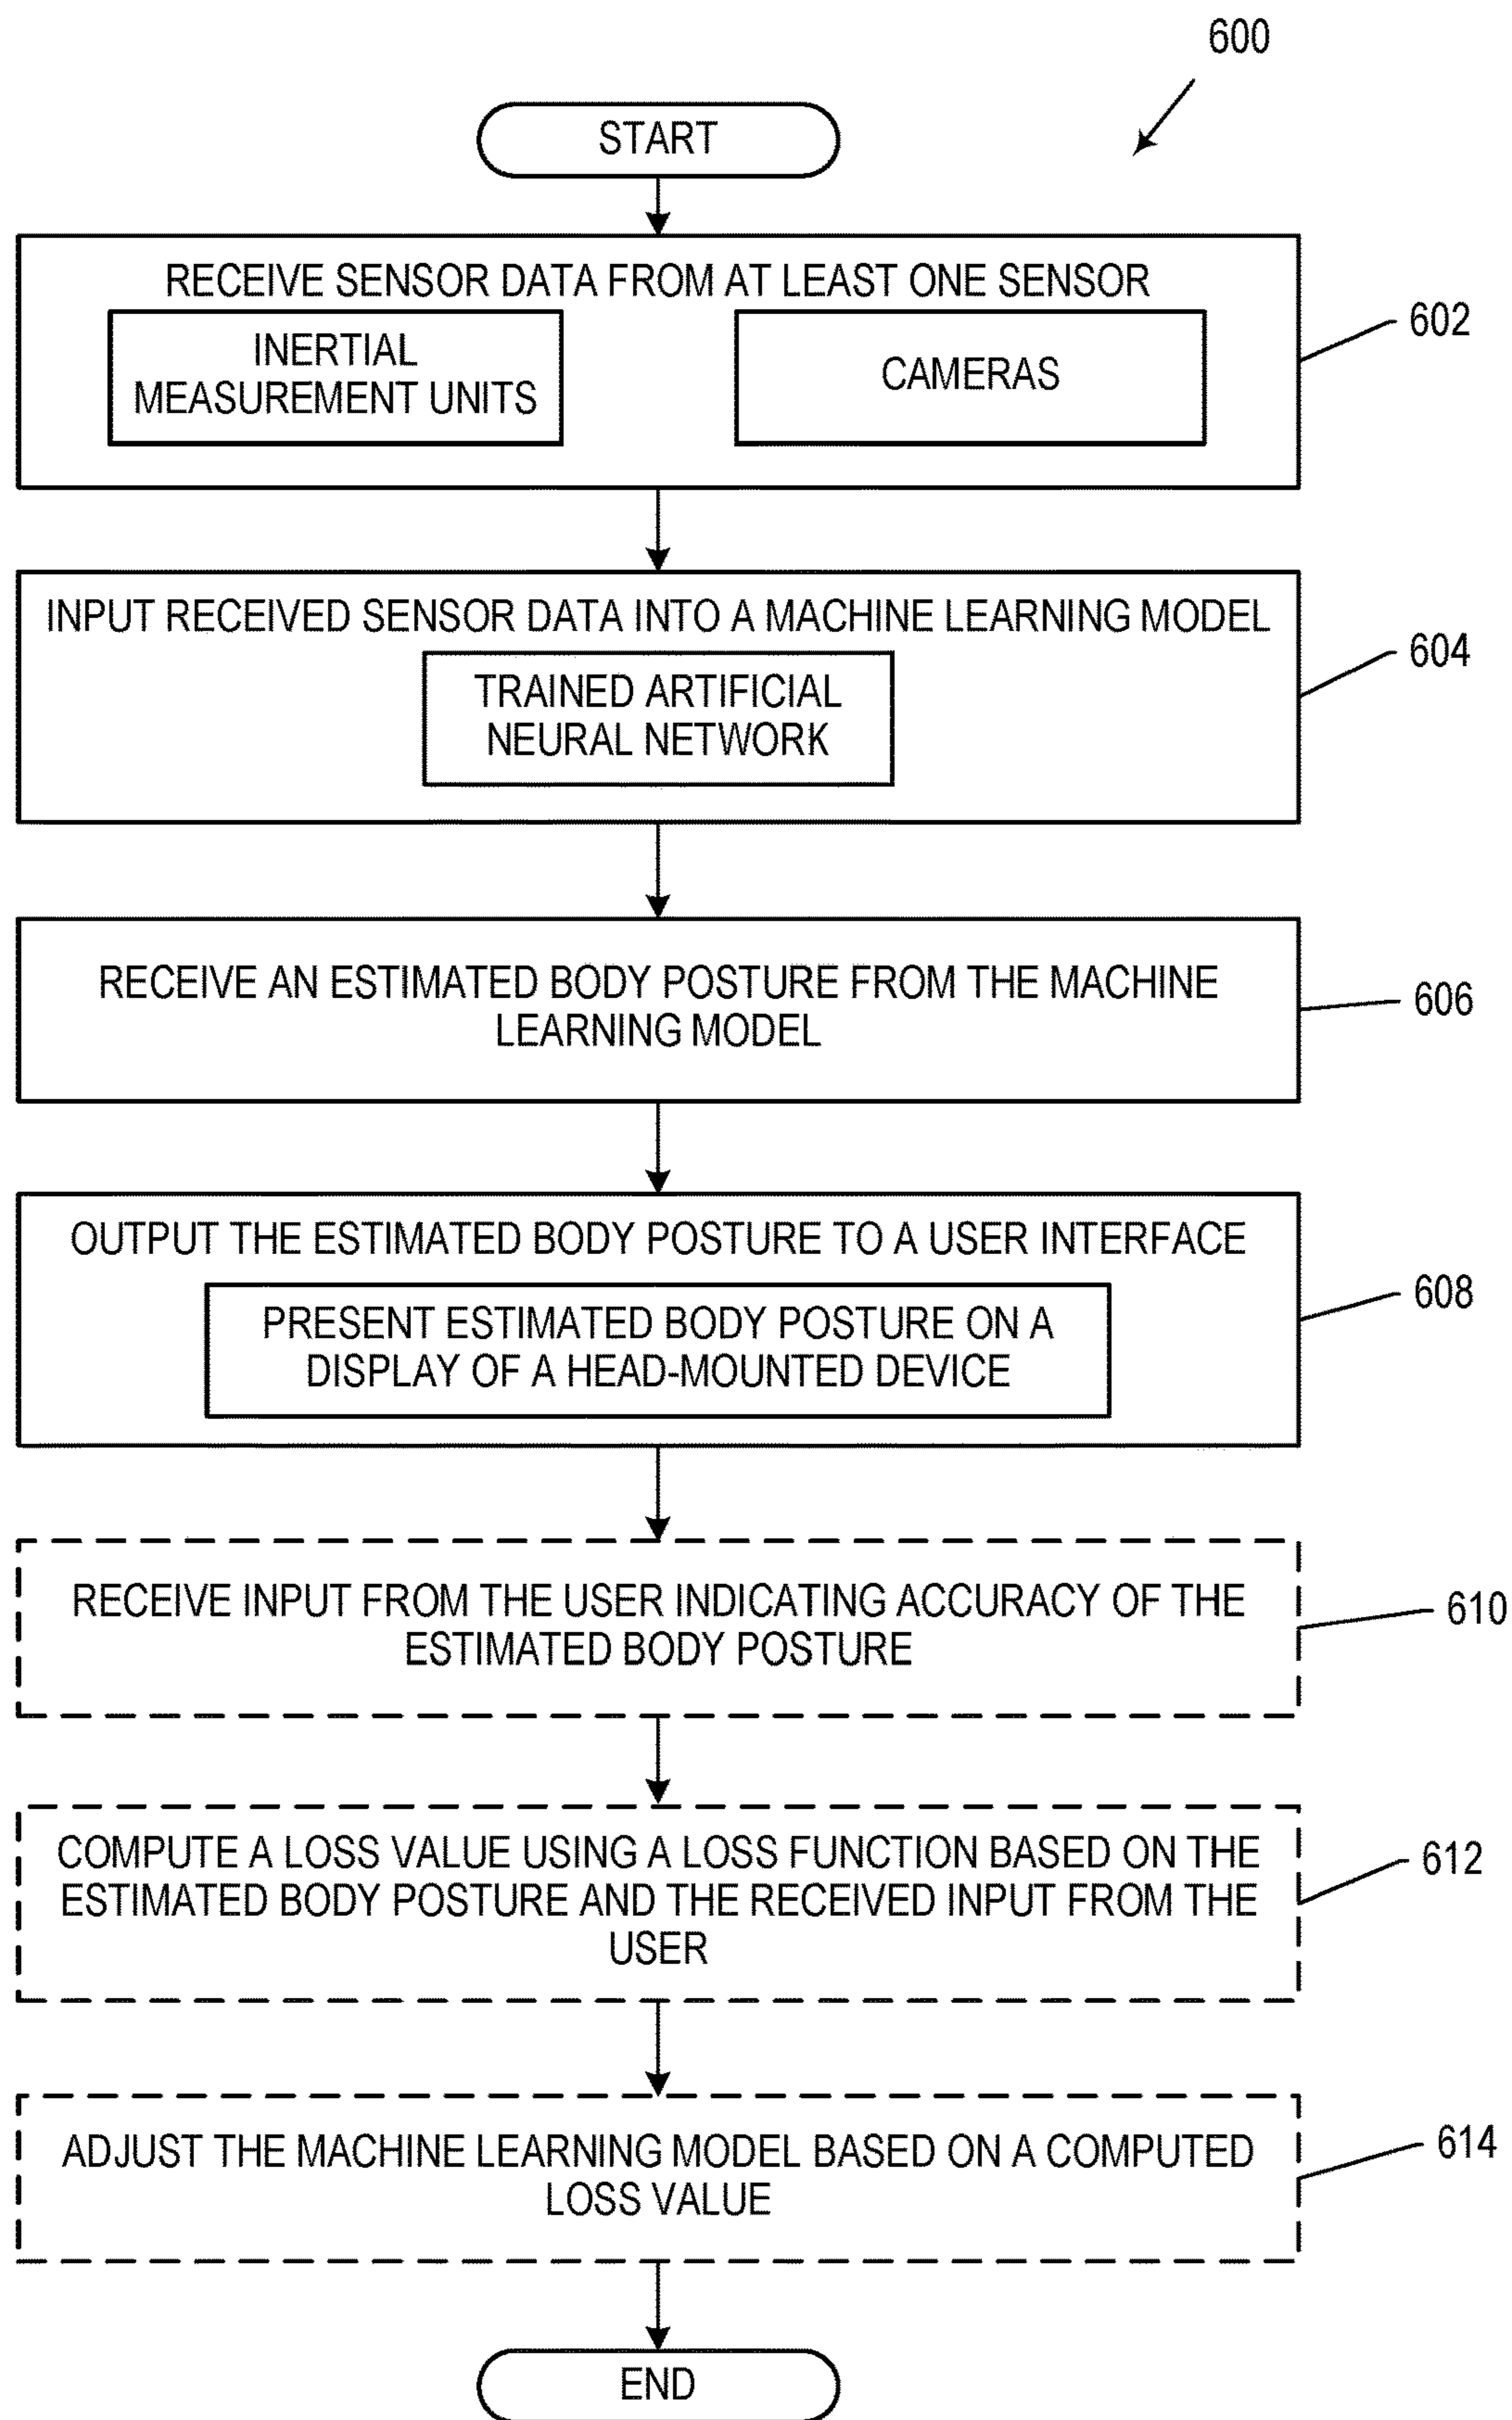 600
START
RECEIVE SENSOR DATA FROM AT LEAST ONE SENSOR
INERTIAL
MEASUREMENT UNITS
CAMERAS
602
INPUT RECEIVED SENSOR DATA INTO A MACHINE LEARNING MODEL
TRAINED ARTIFICIAL
NEURAL NETWORK
604
RECEIVE AN ESTIMATED BODY POSTURE FROM THE MACHINE
LEARNING MODEL
606
OUTPUT THE ESTIMATED BODY POSTURE TO A USER INTERFACE
PRESENT ESTIMATED BODY POSTURE ON A
DISPLAY OF A HEAD-MOUNTED DEVICE
608
RECEIVE INPUT FROM THE USER INDICATING ACCURACY OF THE
ESTIMATED BODY POSTURE
610
COMPUTE A LOSS VALUE USING A LOSS FUNCTION BASED ON THE
ESTIMATED BODY POSTURE AND THE RECEIVED INPUT FROM THE
USER
612
ADJUST THE MACHINE LEARNING MODEL BASED ON A COMPUTED
LOSS VALUE
614
END